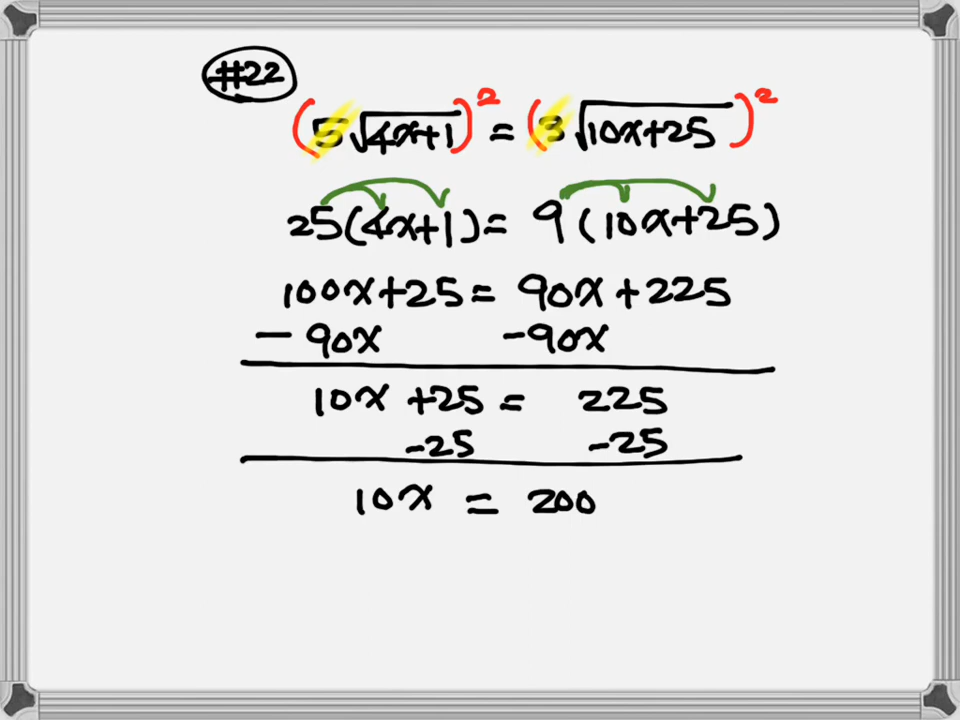 #22
(5√4x+1)² = (3√10x+25)²
25(4x+1) = 9(10x+25)
100x+25 = 90x+225
-90x -90x
10x +25 = 225
-25 -25
10x = 200